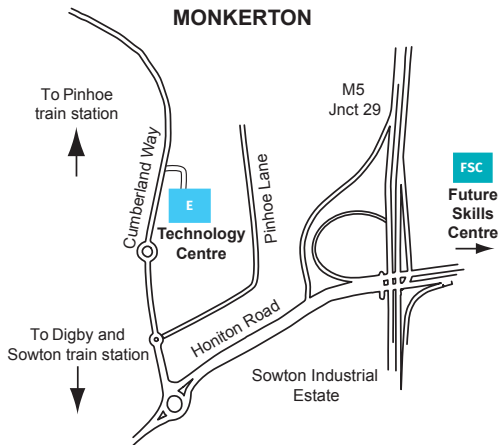 MONKERTON
To Pinhoe
train station
M5
Jnct 29
Cumberland Way
Pinhoe Lane
E
Technology
Centre
FSC
Future
Skills
Centre
To Digby and
Sowton train station
Honiton Road
Sowton Industrial
Estate